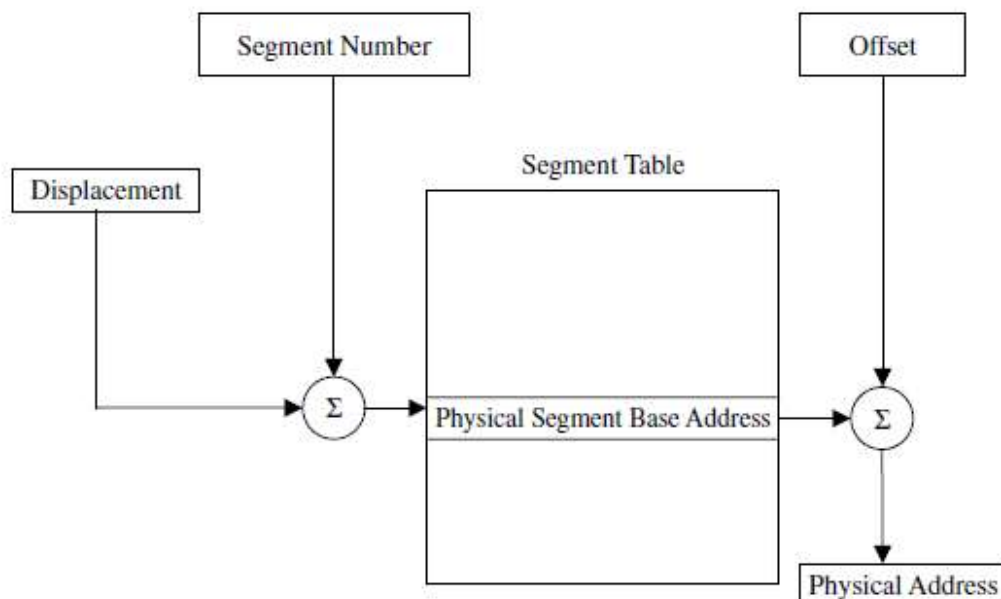 Segment Number
Offset
Segment Table
Displacement
Σ
Physical Segment Base Address
Σ
Physical Address